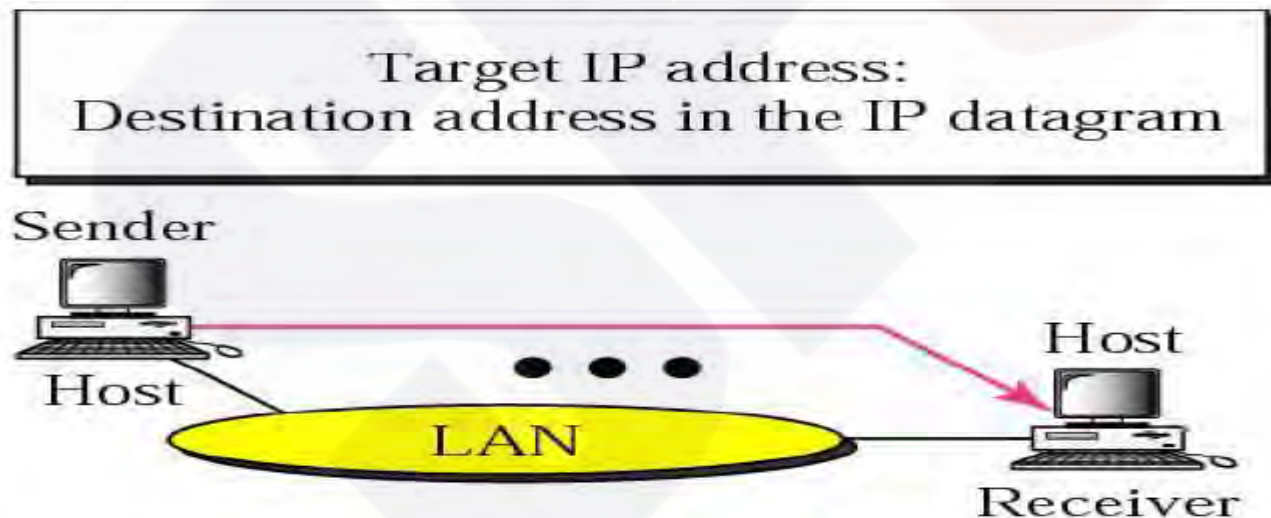 Target IP address:
Destination address in the IP datagram
Sender
Host
Host
LAN
Receiver